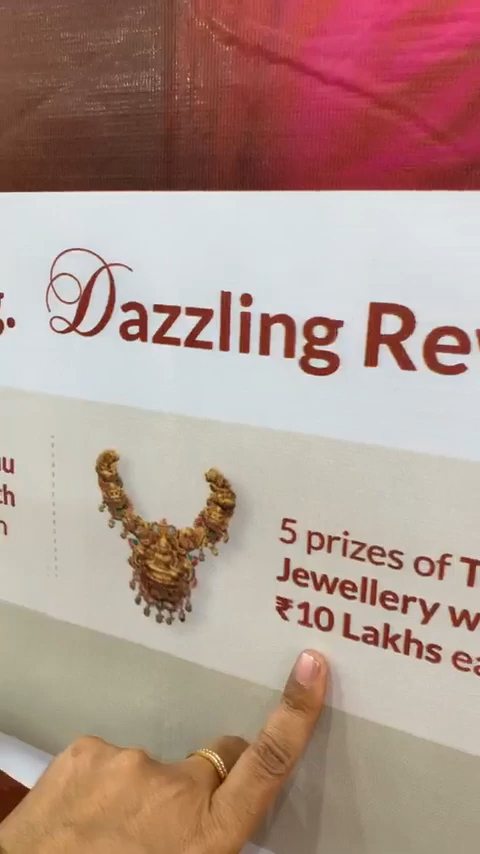 g. Dazzling Re
5 prizes of T
Jewellery w
₹10 Lakhs ea